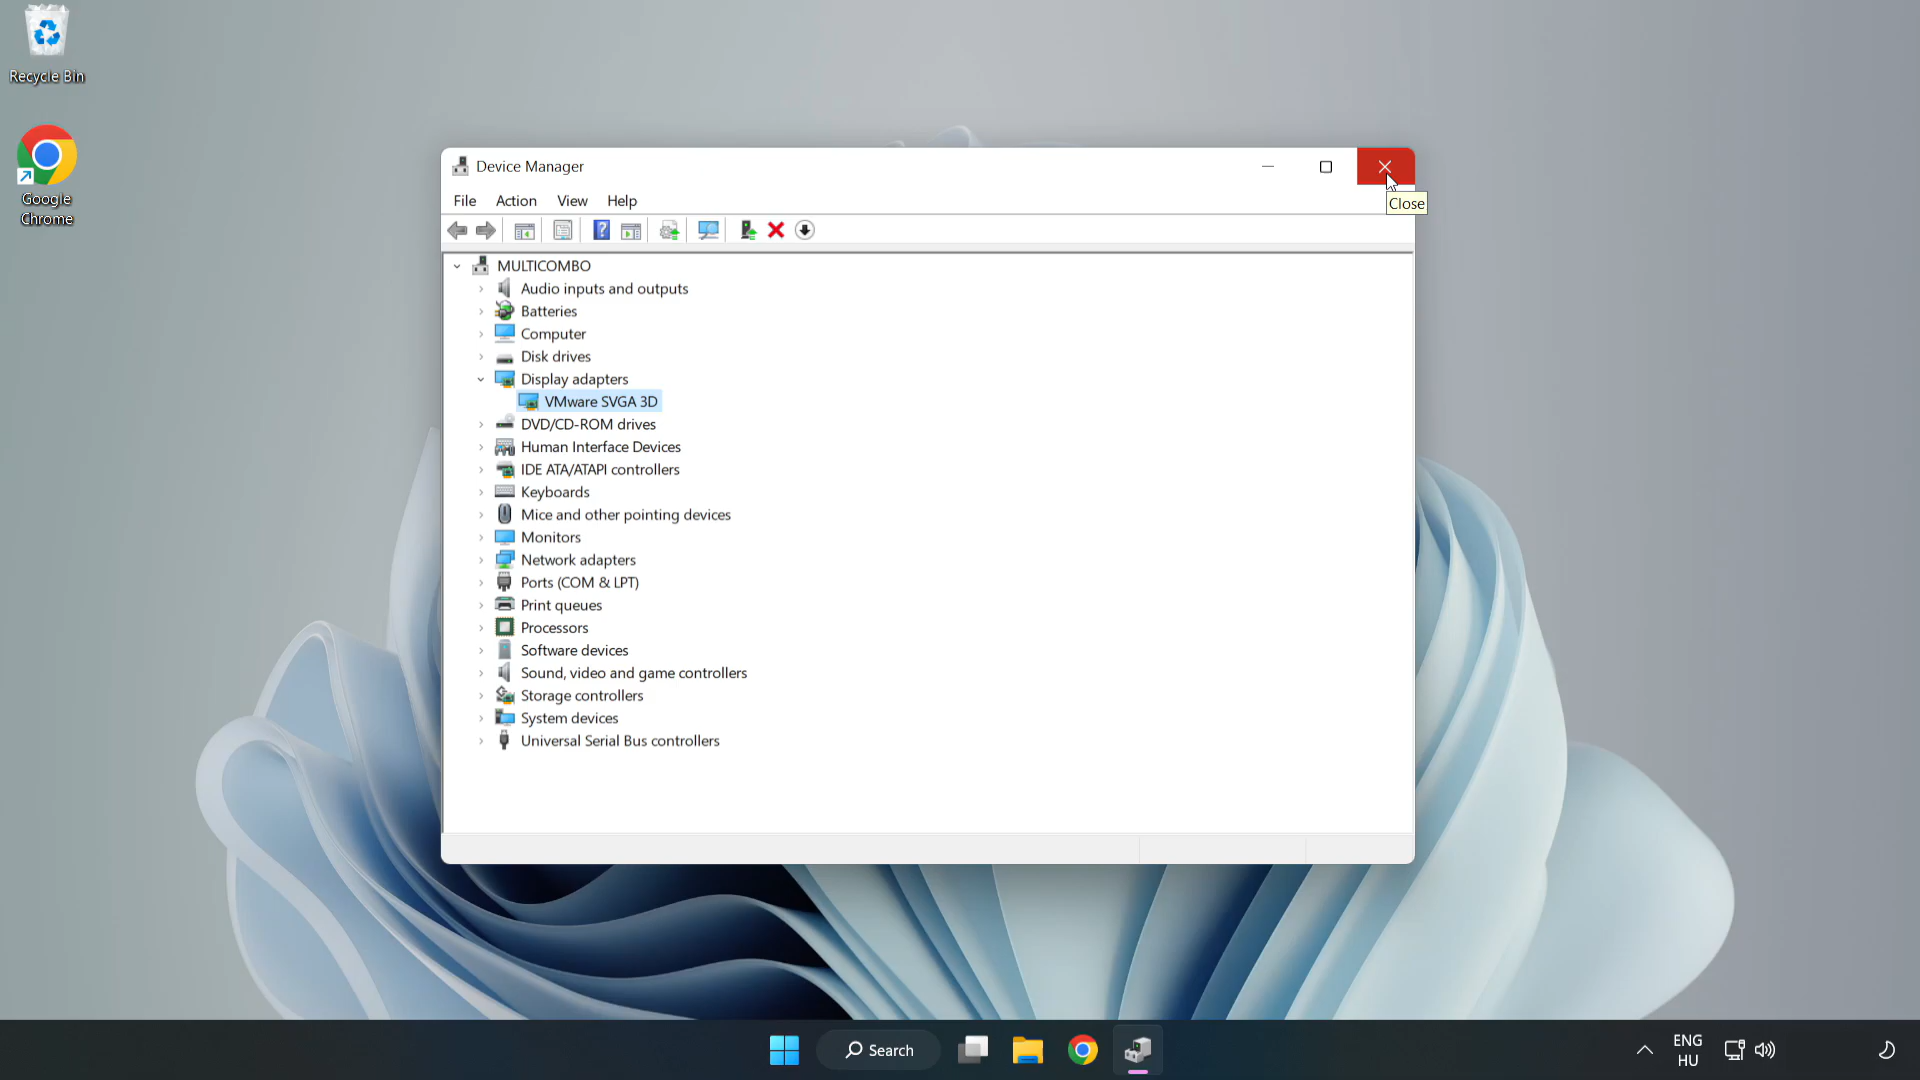 Recycle Bin
Google
Chrome
Device Manager
Close
File Action View Help
MULTICOMBO
Audio inputs and outputs
Batteries
Computer
Disk drives
Display adapters
VMware SVGA 3D
DVD/CD-ROM drives
Human Interface Devices
IDE ATA/ATAPI controllers
Keyboards
Mice and other pointing devices
Monitors
Network adapters
Ports (COM & LPT)
Print queues
Processors
Software devices
Sound, video and game controllers
Storage controllers
System devices
Universal Serial Bus controllers
Search
ENG
HU